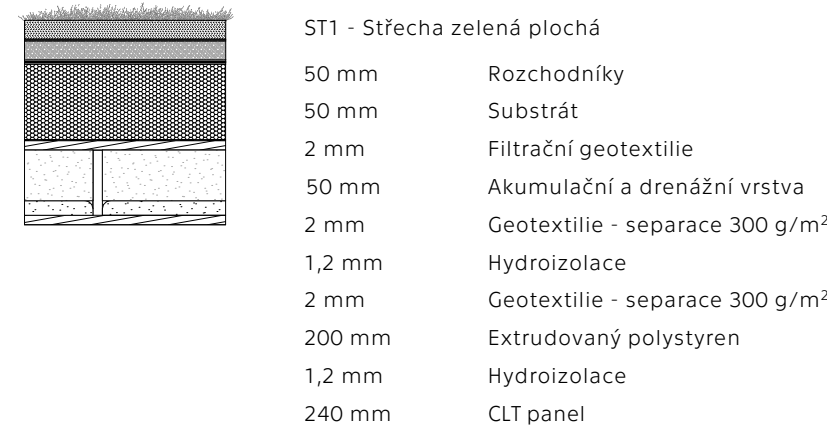 ST1 - Střecha zelená plochá
50 mm Rozchodníky
50 mm Substrát
2 mm Filtrační geotextilie
50 mm Akumulační a drenážní vrstva
2 mm Geotextilie - separace 300 g/m²
1,2 mm Hydroizolace
2 mm Geotextilie - separace 300 g/m²
200 mm Extrudovaný polystyren
1,2 mm Hydroizolace
240 mm CLT panel